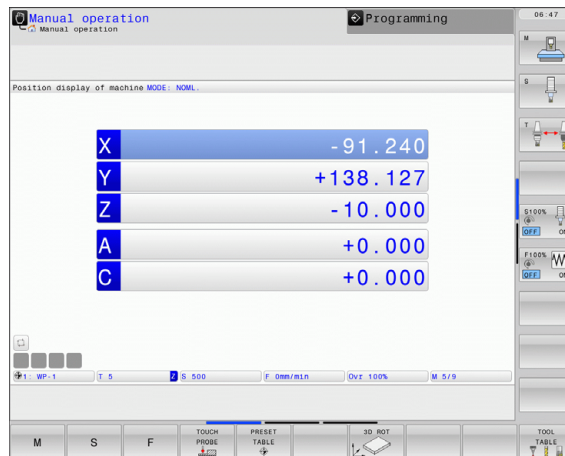 Manual operation
Programming
06:47
Manual operation
M
Position display of machine MODE: NOML.
S
T
X -91.240
Y +138.127
Z -10.000
A +0.000
C +0.000
S100%
OFF
F100%
OFF
1: WP-1 T 5 Z S 500 F 0mm/min Ovr 100% M 5/9
M S F TOUCH PROBE PRESET TABLE 3D ROT TOOL TABLE